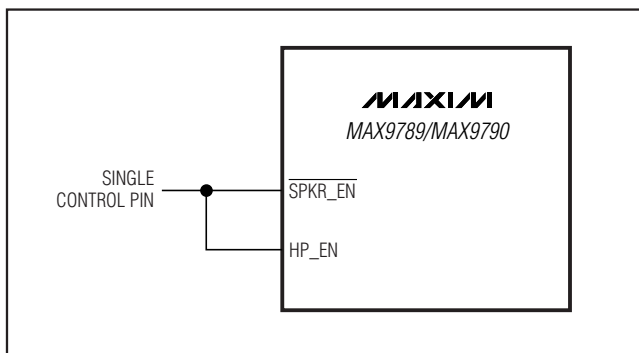 MAXIM
MAX9789/MAX9790
SINGLE
CONTROL PIN
SPKR_EN
HP_EN